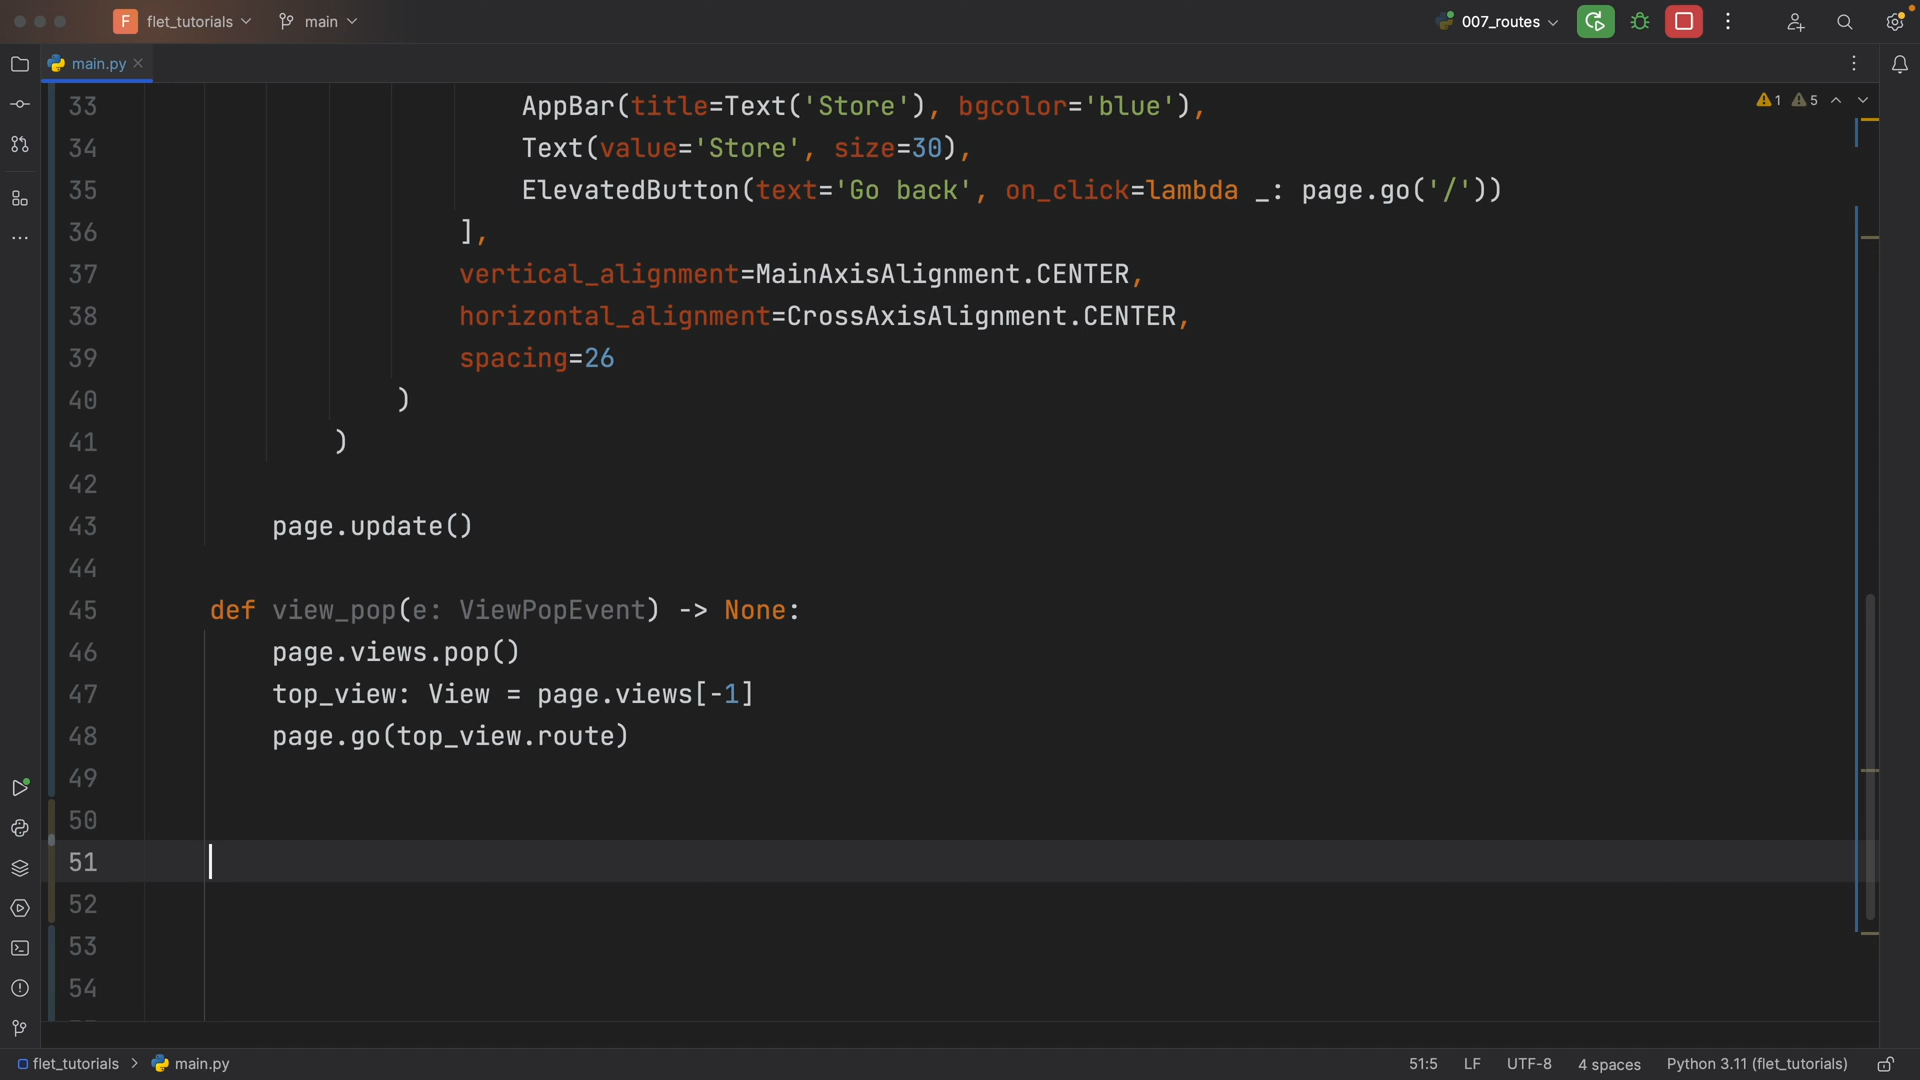 F flet_tutorials main 007_routes
main.py
1 5
33 AppBar(title=Text('Store'), bgcolor='blue'),
34 Text(value='Store', size=30),
35 ElevatedButton(text='Go back', on_click=lambda _: page.go('/'))
36 ],
37 vertical_alignment=MainAxisAlignment.CENTER,
38 horizontal_alignment=CrossAxisAlignment.CENTER,
39 spacing=26
40 )
41 )
42
43 page.update()
44
45 def view_pop(e: ViewPopEvent) -> None:
46 page.views.pop()
47 top_view: View = page.views[-1]
48 page.go(top_view.route)
49
50
51
52
53
54
flet_tutorials > main.py 51:5 LF UTF-8 4 spaces Python 3.11 (flet_tutorials)